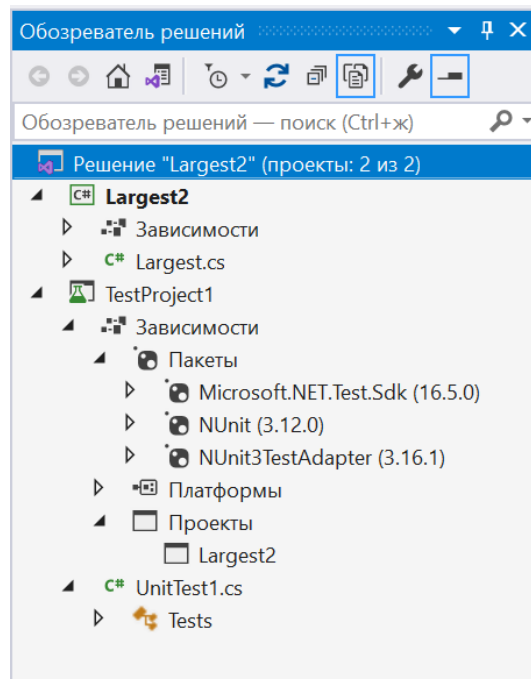 Обозреватель решений
Обозреватель решений — поиск (Ctrl+ж)
Решение "Largest2" (проекты: 2 из 2)
C# Largest2
Зависимости
C# Largest.cs
TestProject1
Зависимости
Пакеты
Microsoft.NET.Test.Sdk (16.5.0)
NUnit (3.12.0)
NUnit3TestAdapter (3.16.1)
Платформы
Проекты
Largest2
C# UnitTest1.cs
Tests